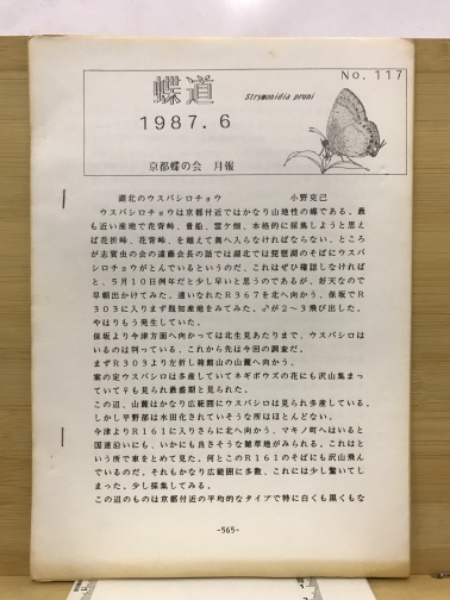 No. 117
蝶道
Strymonidia pruni
1987. 6
京都蝶の会 月報
湖北のウスバシロチョウ 小野克己
ウスバシロチョウは京都付近ではかなり山地性の蝶である。最
も近い産地で花背峠、貴船、雲ケ畑、本格的に採集しようと思え
ば花折峠、花背峠、を越えて奥へ入らなければならない。ところ
が志賀虫の会の遠藤会長の話では湖北では琵琶湖のそばにウスバ
シロチョウがとんでいるというのだ、これはぜひ確認しなければ
と、5月10日例年だと少し早いと思うのであるが、好天なので
早朝出かけてみた。通いなれたR367を北へ向かう、保坂でR
303に入りまず既知産地をみてみた。♂が2～3飛び出した。
やはりもう発生していた。
保坂より今津方面へ向かっては北生見あたりまで、ウスバシロは
いるのは判っている。これから先は今回の調査だ。
まずR303より左折し箱館山の山麓へ向かう。
案の定ウスバシロは多産していてネギボウズの花にも沢山集まっ
ていて♀も見られ最盛期と見られた。
この辺、山麓はかなり広範囲にウスバシロは見られ多産している。
しかし平野部は水田化されていそうな所はほとんどない。
今津よりR161に入りさらに北へ向かう、マキノ町へはいると
国道沿いにも、いかにも良さそうな雑草地がみられる。これはと
いう所で車をとめて見た。何とこのR161のそばにも沢山飛ん
でいるのだ。それもかなり広範囲に多数、これには少し驚いてし
まった。少し採集してみる。
この辺のものは京都付近の平均的なタイプで特に白くも黒くもな
-565-